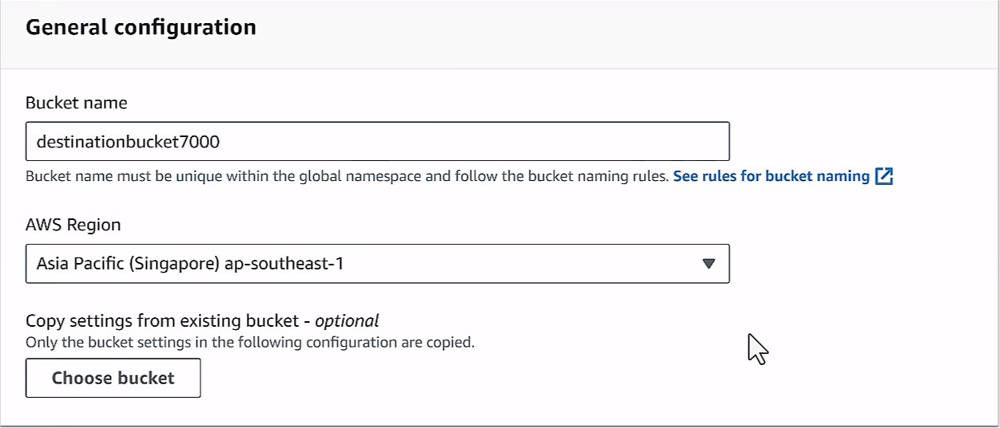 General configuration
Bucket name
destinationbucket7000
Bucket name must be unique within the global namespace and follow the bucket naming rules. See rules for bucket naming
AWS Region
Asia Pacific (Singapore) ap-southeast-1
Copy settings from existing bucket - optional
Only the bucket settings in the following configuration are copied.
Choose bucket